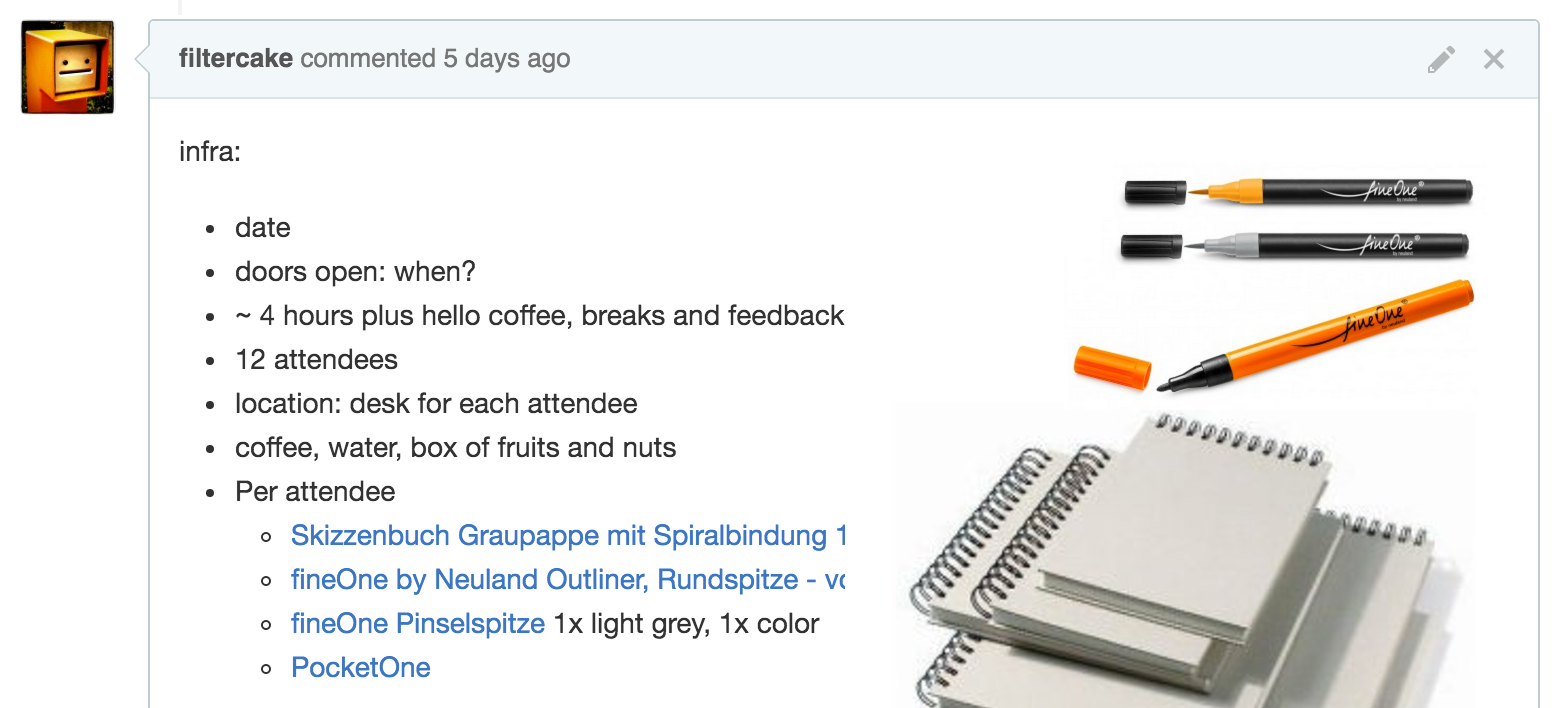 filtercake commented 5 days ago
infra:
date
doors open: when?
~ 4 hours plus hello coffee, breaks and feedback
12 attendees
location: desk for each attendee
coffee, water, box of fruits and nuts
Per attendee
Skizzenbuch Graupappe mit Spiralbindung 1
fineOne by Neuland Outliner, Rundspitze -
fineOne Pinselspitze 1x light grey, 1x color
PocketOne
fineOne®
by neuland
fineOne®
by neuland
fineOne®
by neuland